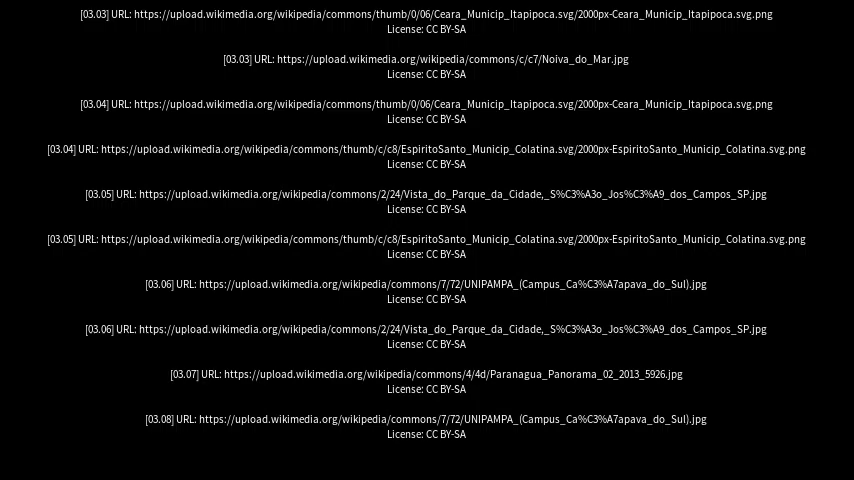 [03.03] URL: https://upload.wikimedia.org/wikipedia/commons/thumb/0/06/Ceara_Municip_Itapipoca.svg/2000px-Ceara_Municip_Itapipoca.svg.png
License: CC BY-SA
[03.03] URL: https://upload.wikimedia.org/wikipedia/commons/c/c7/Noiva_do_Mar.jpg
License: CC BY-SA
[03.04] URL: https://upload.wikimedia.org/wikipedia/commons/thumb/0/06/Ceara_Municip_Itapipoca.svg/2000px-Ceara_Municip_Itapipoca.svg.png
License: CC BY-SA
[03.04] URL: https://upload.wikimedia.org/wikipedia/commons/thumb/c/c8/EspiritoSanto_Municip_Colatina.svg/2000px-EspiritoSanto_Municip_Colatina.svg.png
License: CC BY-SA
[03.05] URL: https://upload.wikimedia.org/wikipedia/commons/2/24/Vista_do_Parque_da_Cidade,_S%C3%A3o_Jos%C3%A9_dos_Campos_SP.jpg
License: CC BY-SA
[03.05] URL: https://upload.wikimedia.org/wikipedia/commons/thumb/c/c8/EspiritoSanto_Municip_Colatina.svg/2000px-EspiritoSanto_Municip_Colatina.svg.png
License: CC BY-SA
[03.06] URL: https://upload.wikimedia.org/wikipedia/commons/7/72/UNIPAMPA_(Campus_Ca%C3%A7apava_do_Sul).jpg
License: CC BY-SA
[03.06] URL: https://upload.wikimedia.org/wikipedia/commons/2/24/Vista_do_Parque_da_Cidade,_S%C3%A3o_Jos%C3%A9_dos_Campos_SP.jpg
License: CC BY-SA
[03.07] URL: https://upload.wikimedia.org/wikipedia/commons/4/4d/Paranagua_Panorama_02_2013_5926.jpg
License: CC BY-SA
[03.08] URL: https://upload.wikimedia.org/wikipedia/commons/7/72/UNIPAMPA_(Campus_Ca%C3%A7apava_do_Sul).jpg
License: CC BY-SA